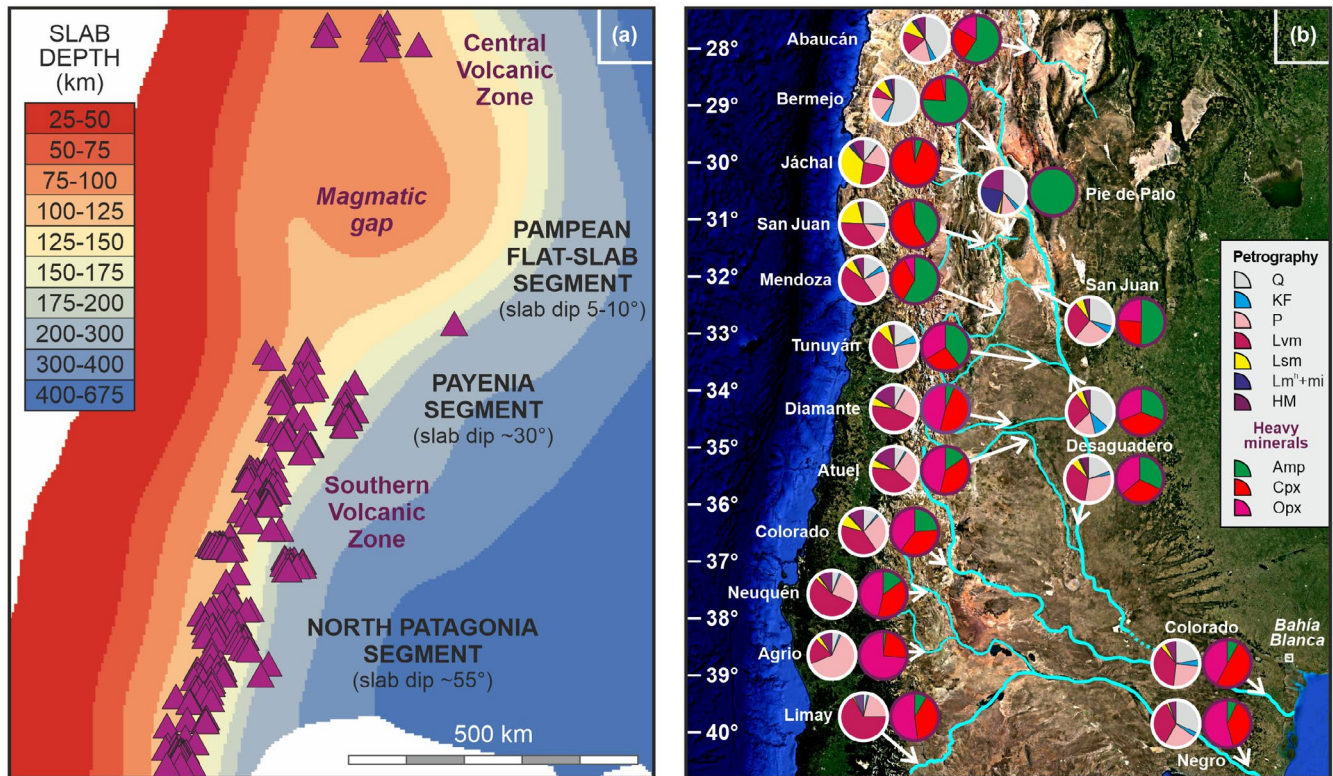 SLAB
DEPTH
(km)
25-50
50-75
75-100
100-125
125-150
150-175
175-200
200-300
300-400
400-675
(a)
Central
Volcanic
Zone
Magmatic
gap
PAMPEAN
FLAT-SLAB
SEGMENT
(slab dip 5-10°)
PAYENIA
SEGMENT
(slab dip ~30°)
Southern
Volcanic
Zone
NORTH PATAGONIA
SEGMENT
(slab dip ~55°)
500 km
(b)
28°
29°
30°
31°
32°
33°
34°
35°
36°
37°
38°
39°
40°
Abaucán
Bermejo
Jáchal
Pie de Palo
San Juan
Mendoza
San Juan
Tunuyán
Diamante
Desaguadero
Atuel
Colorado
Neuquén
Agrio
Limay
Colorado
Negro
Bahía
Blanca
Petrography
Q
KF
P
Lvm
Lsm
Lmʰ+mi
HM
Heavy
minerals
Amp
Cpx
Opx